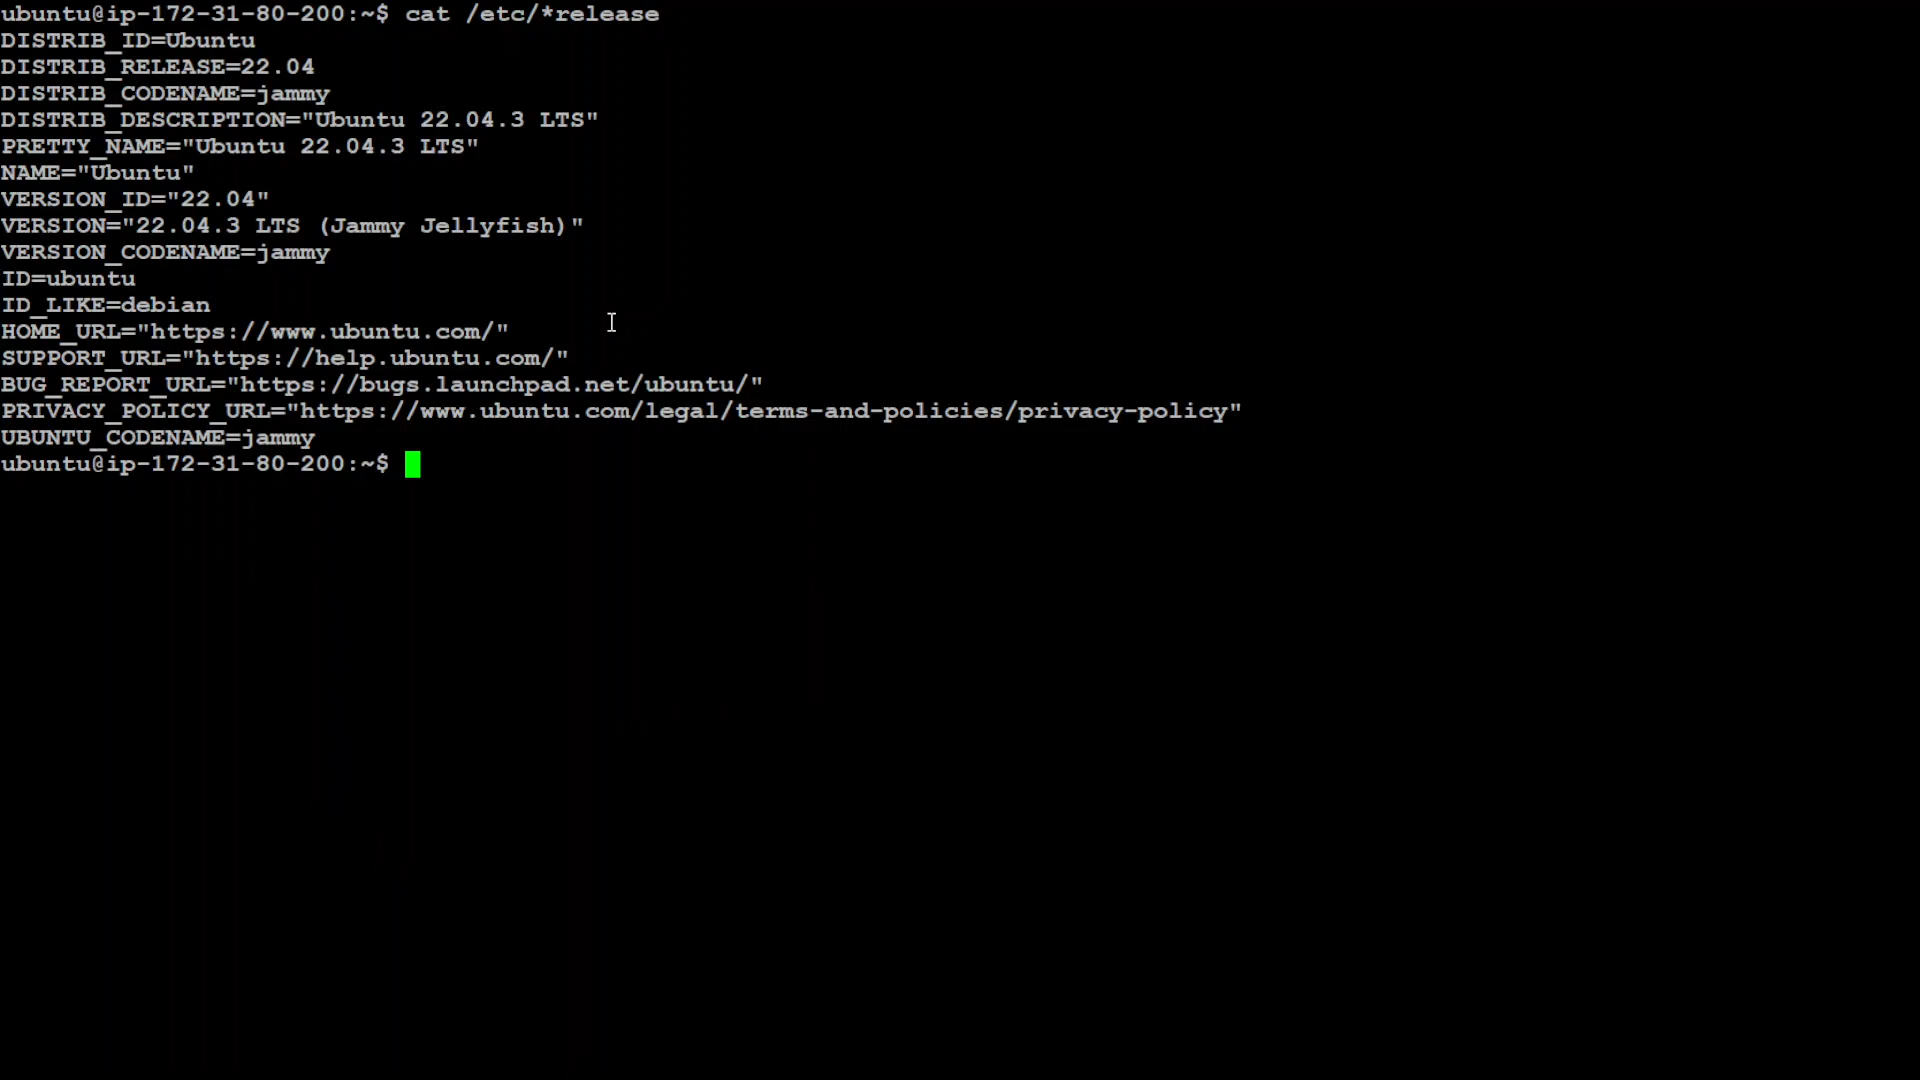 ubuntu@ip-172-31-80-200:~$ cat /etc/*release
DISTRIB_ID=Ubuntu
DISTRIB_RELEASE=22.04
DISTRIB_CODENAME=jammy
DISTRIB_DESCRIPTION="Ubuntu 22.04.3 LTS"
PRETTY_NAME="Ubuntu 22.04.3 LTS"
NAME="Ubuntu"
VERSION_ID="22.04"
VERSION="22.04.3 LTS (Jammy Jellyfish)"
VERSION_CODENAME=jammy
ID=ubuntu
ID_LIKE=debian
HOME_URL="https://www.ubuntu.com/"
SUPPORT_URL="https://help.ubuntu.com/"
BUG_REPORT_URL="https://bugs.launchpad.net/ubuntu/"
PRIVACY_POLICY_URL="https://www.ubuntu.com/legal/terms-and-policies/privacy-policy"
UBUNTU_CODENAME=jammy
ubuntu@ip-172-31-80-200:~$